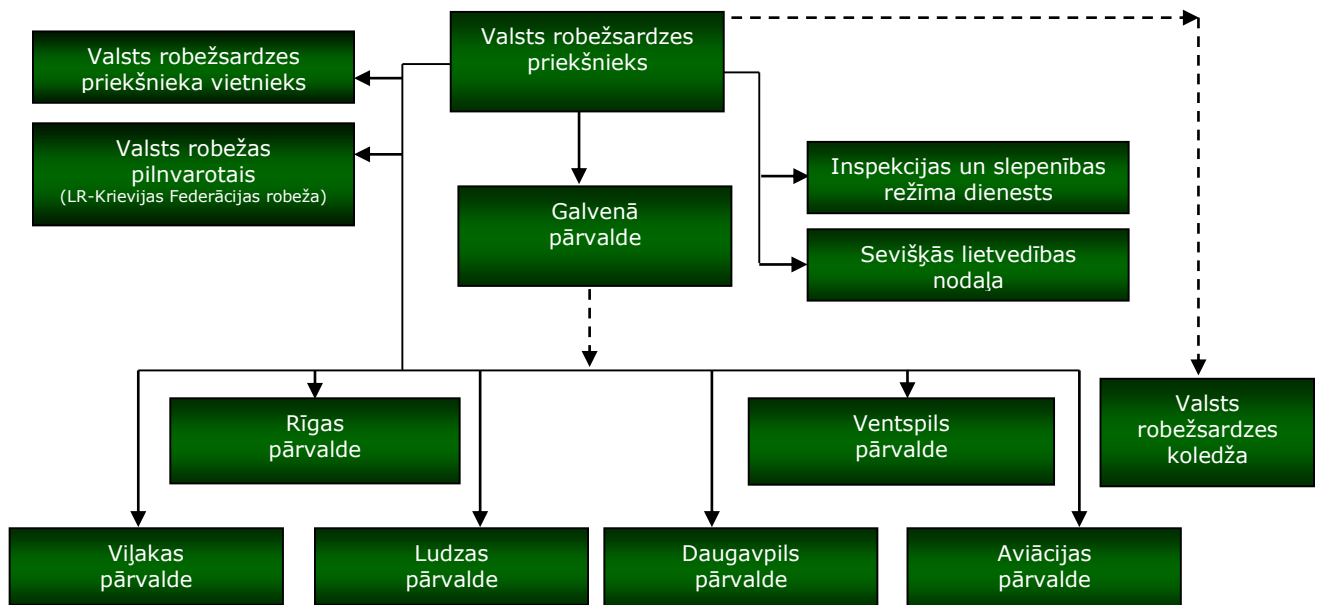 Valsts robežsardzes
priekšnieks
Valsts robežsardzes
priekšnieka vietnieks
Valsts robežas
pilnvarotais
(LR-Krievijas Federācijas robeža)
Inspekcijas un slepenības
režīma dienests
Galvenā
pārvalde
Sevišķās lietvedības
nodaļa
Rīgas
pārvalde
Ventspils
pārvalde
Valsts
robežsardzes
koledža
Viļakas
pārvalde
Ludzas
pārvalde
Daugavpils
pārvalde
Aviācijas
pārvalde